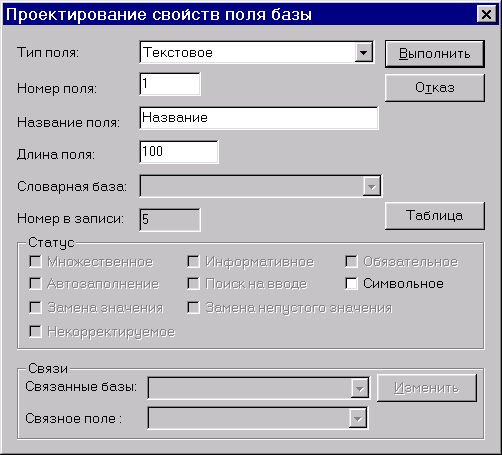 Проектирование свойств поля базы
Тип поля: Текстовое Выполнить
Номер поля: 1 Отказ
Название поля: Название
Длина поля: 100
Словарная база:
Номер в записи: 5 Таблица
Статус
Множественное Информативное Обязательное
Автозаполнение Поиск на вводе Символьное
Замена значения Замена непустого значения
Некорректируемое
Связи
Связанные базы: Изменить
Связное поле :